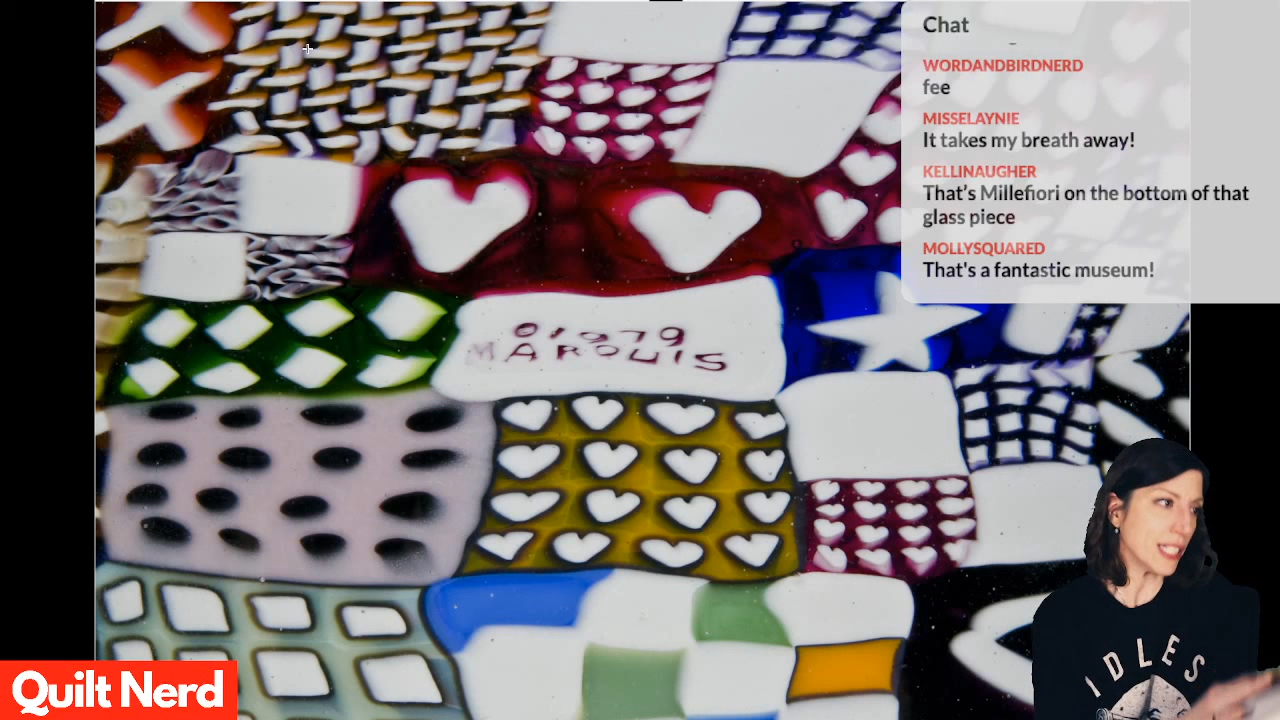 Chat
WORDANDBIRDNERD
fee
MISSELAYNIE
It takes my breath away!
KELLINAUGHER
That's Millefiori on the bottom of that
glass piece
MOLLYSQUARED
That's a fantastic museum!
©1979
MARQUIS
IDLES
Quilt Nerd